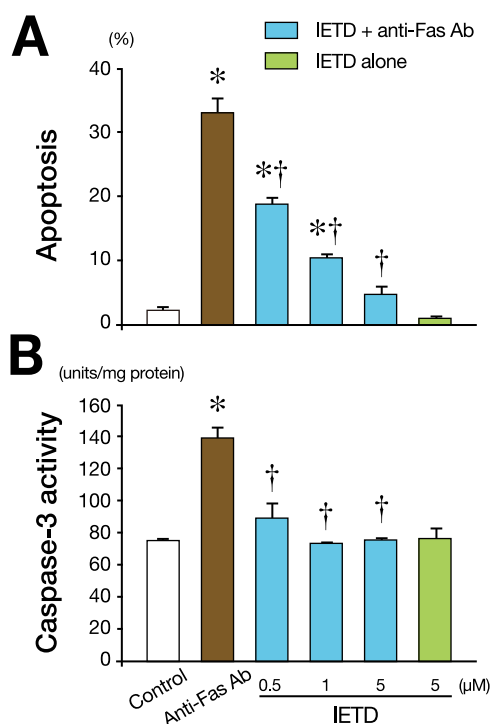 A
(%)
IETD + anti-Fas Ab
IETD alone
Apoptosis
40
30
20
10
0
*
*†
*†
†
B
(units/mg protein)
Caspase-3 activity
160
140
120
100
80
60
40
20
0
*
†
†
†
Control
Anti-Fas Ab
0.5 1 5 5 (µM)
IETD